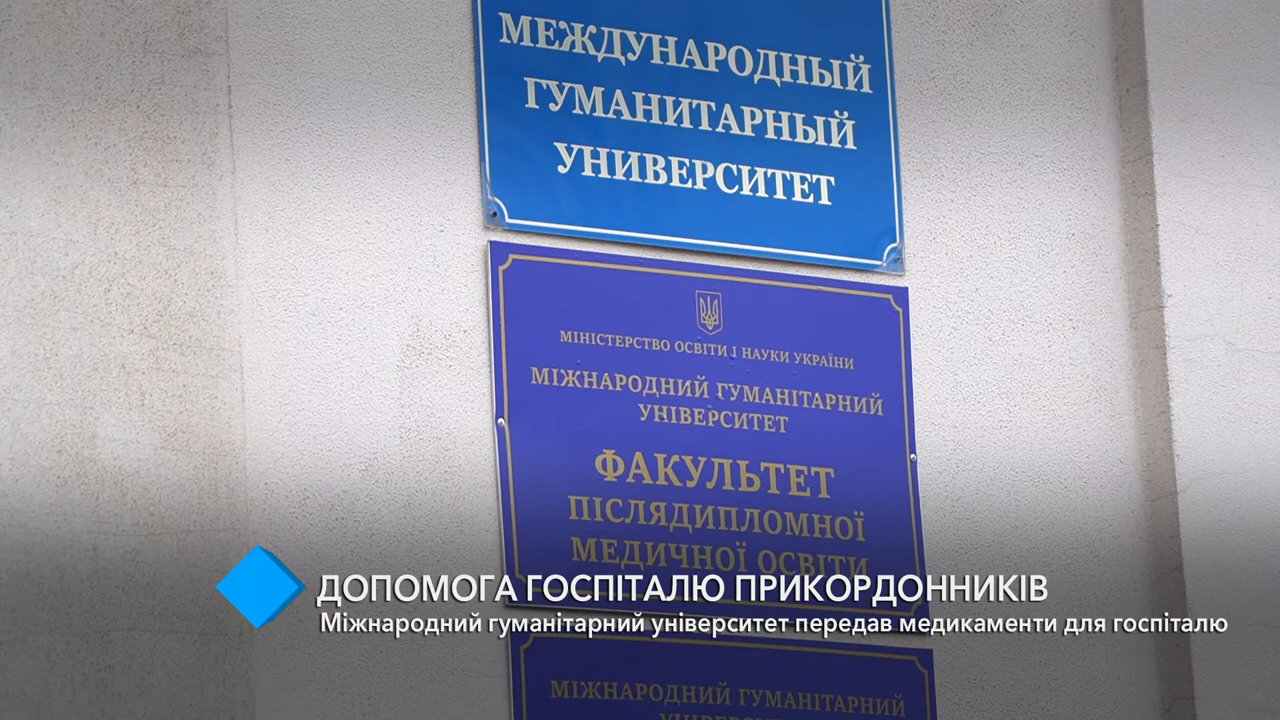 МЕЖДУНАРОДНЫЙ
ГУМАНИТАРНЫЙ
УНИВЕРСИТЕТ
МІНІСТЕРСТВО ОСВІТИ І НАУКИ УКРАЇНИ
МІЖНАРОДНИЙ ГУМАНІТАРНИЙ
УНІВЕРСИТЕТ
ФАКУЛЬТЕТ
ПІСЛЯДИПЛОМНОЇ
МЕДИЧНОЇ ОСВІТИ
ДОПОМОГА ГОСПІТАЛЮ ПРИКОРДОННИКІВ
Міжнародний гуманітарний університет передав медикаменти для госпіталю
МІЖНАРОДНИЙ ГУМАНІТАРНИЙ